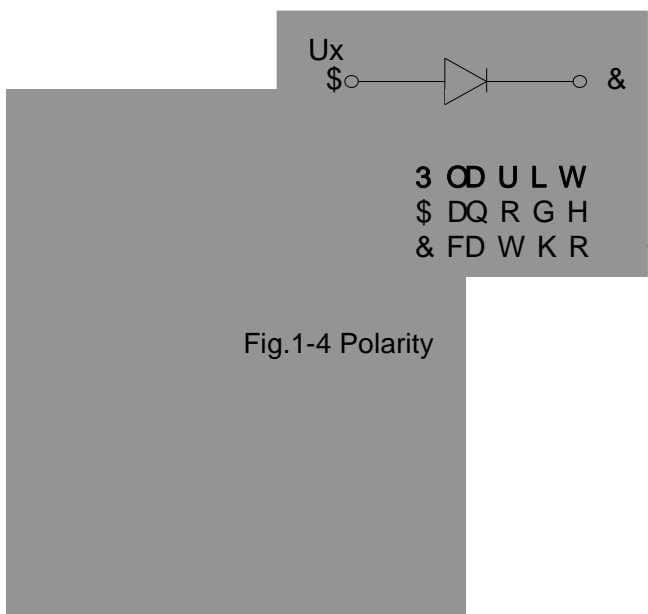 Ux
$ &
3 OD U L W
$ DQ R G H
& FD W K R
Fig.1-4 Polarity